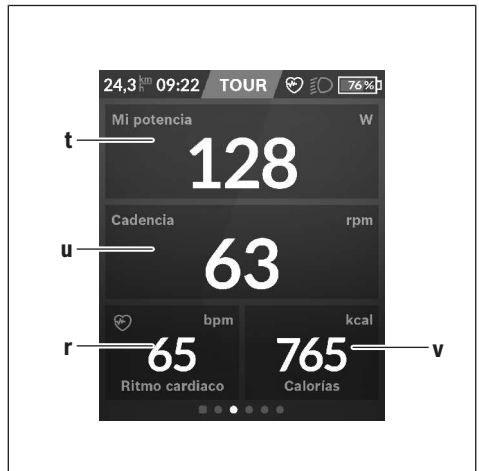 24,3 km/h 09:22 TOUR 76 %
Mi potencia W
t
128
Cadencia rpm
u
63
bpm kcal
r 65 765 v
Ritmo cardiaco Calorías